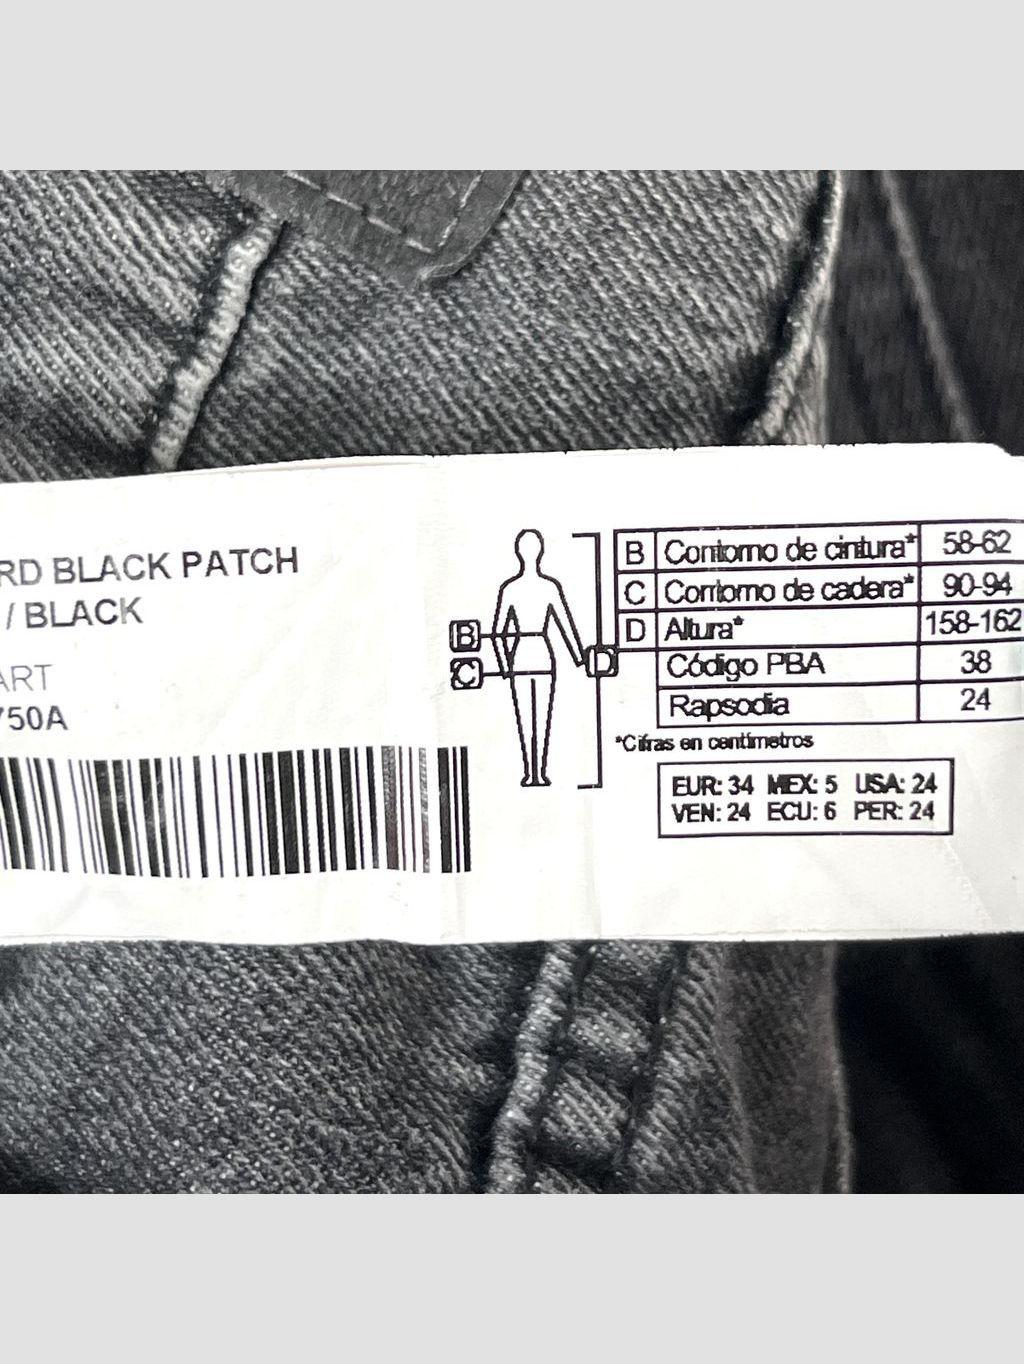 RD BLACK PATCH
/ BLACK
ART
750A
B
C
D
B Contorno de cintura* 58-62
C Contorno de cadera* 90-94
D Altura* 158-162
Código PBA 38
Rapsodia 24
*Cifras en centímetros
EUR: 34 MEX: 5 USA: 24
VEN: 24 ECU: 6 PER: 24